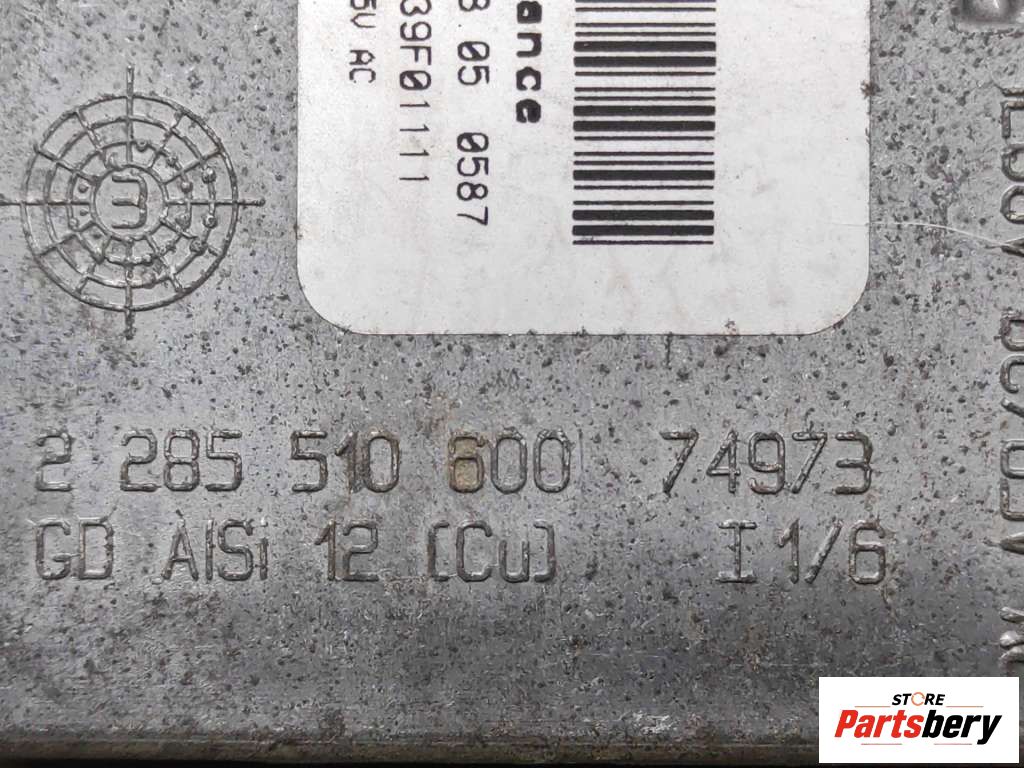 ance
8 05 0587
39F01111
5V AC
3
2 285 510 600 74973
GD AlSi 12 (Cu) I 1/6
STORE
Partsbery